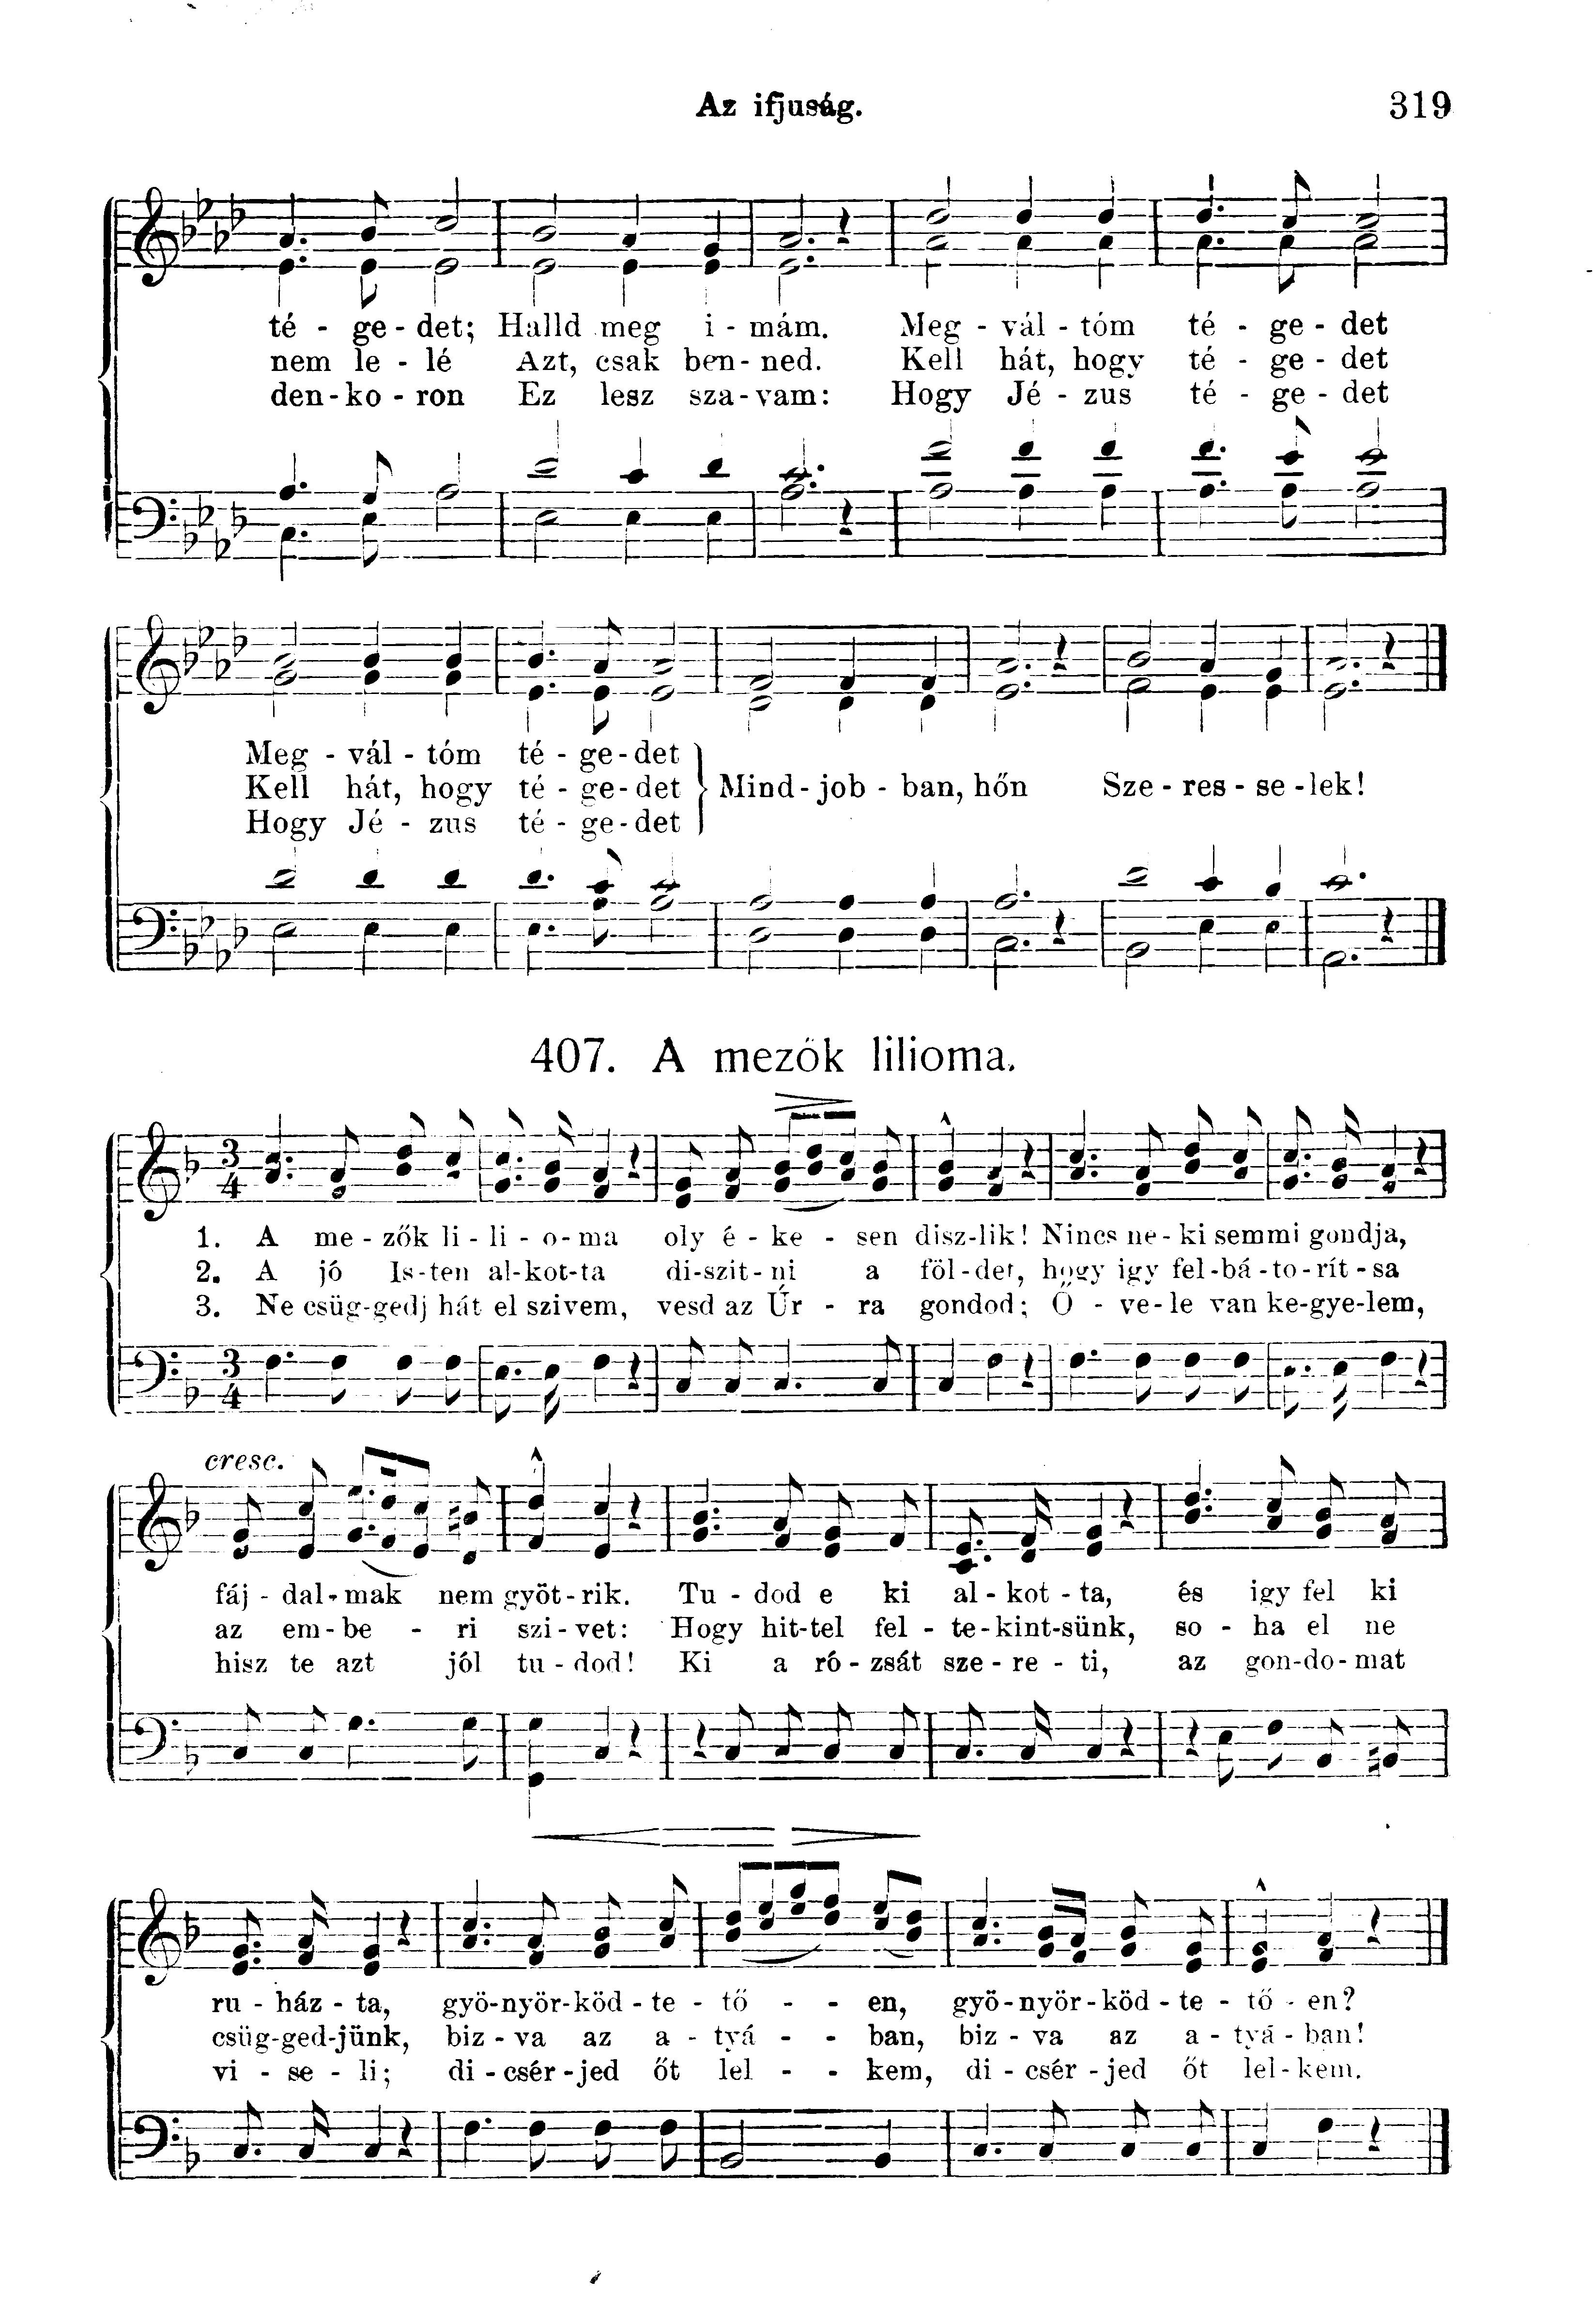 Az ifjuság. 319
té - ge - det; Halld meg i - mám. Meg - vál - tóm té - ge - det
nem le - lé Azt, csak ben - ned. Kell hát, hogy té - ge - det
den - ko - ron Ez lesz sza - vam: Hogy Jé - zus té - ge - det
Meg - vál - tóm té - ge - det
Kell hát, hogy té - ge - det Mind - job - ban, hőn Sze - res - se - lek!
Hogy Jé - zus té - ge - det
407. A mezők lilioma.
3/4
1. A me - zők li - li - o - ma oly é - ke - sen disz - lik! Nincs ne - ki semmi gondja,
2. A jó Is - ten al - kot - ta di - szit - ni a föl - det, hogy igy fel - bá - to - rít - sa
3. Ne csüg - gedj hát el szivem, vesd az Úr - ra gondod; Ő - ve - le van ke - gye - lem,
3/4
cresc.
fáj - dal - mak nem gyöt - rik. Tu - dod e ki al - kot - ta, és igy fel ki
az em - be - ri szi - vet: Hogy hit - tel fel - te - kint - sünk, so - ha el ne
hisz te azt jól tu - dod! Ki a ró - zsát sze - re - ti, az gon - do - mat
ru - ház - ta, gyö - nyör - köd - te - tő - - en, gyö - nyör - köd - te - tő - en?
csüg - ged - jünk, biz - va az a - tyá - - ban, biz - va az a - tyá - ban!
vi - se - li; di - csér - jed őt lel - - kem, di - csér - jed őt lel - kem.